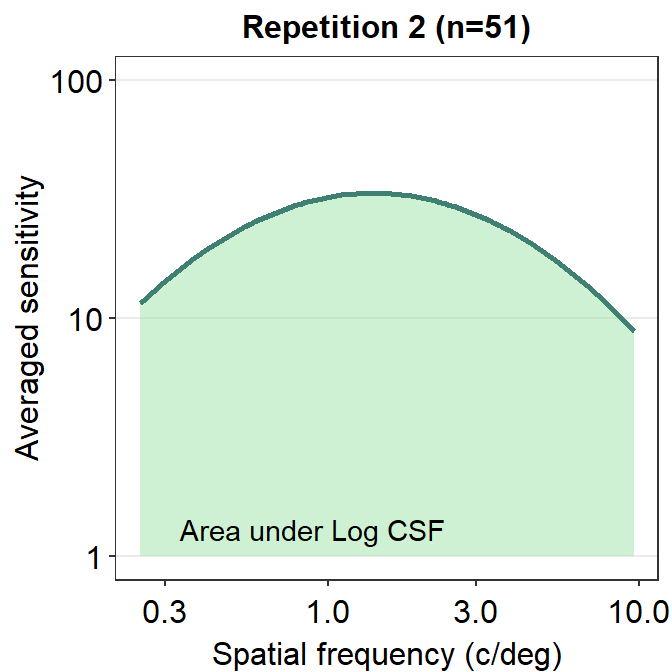 Repetition 2 (n=51)
Averaged sensitivity
100
10
1
Area under Log CSF
0.3 1.0 3.0 10.0
Spatial frequency (c/deg)